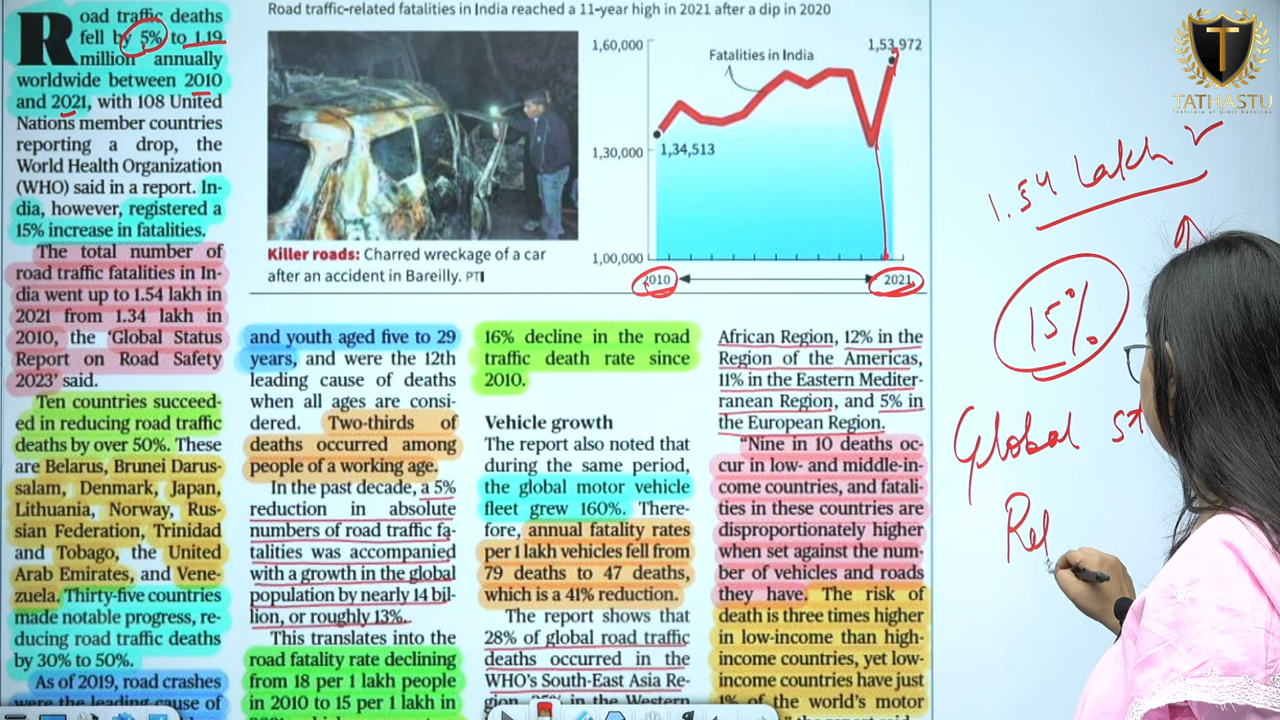 Road traffic-related fatalities in India reached a 11-year high in 2021 after a dip in 2020
Road traffic deaths
fell by 5% to 1.19
million annually
worldwide between 2010
and 2021, with 108 United
Nations member countries
reporting a drop, the
World Health Organization
(WHO) said in a report. In-
dia, however, registered a
15% increase in fatalities.
The total number of
road traffic fatalities in In-
dia went up to 1.54 lakh in
2021 from 1.34 lakh in
2010, the ‘Global Status
Report on Road Safety
2023’ said.
Ten countries succeed-
ed in reducing road traffic
deaths by over 50%. These
are Belarus, Brunei Darus-
salam, Denmark, Japan,
Lithuania, Norway, Rus-
sian Federation, Trinidad
and Tobago, the United
Arab Emirates, and Vene-
zuela. Thirty-five countries
made notable progress, re-
ducing road traffic deaths
by 30% to 50%.
As of 2019, road crashes
were the leading cause of
Killer roads: Charred wreckage of a car
after an accident in Bareilly. PTI
1,60,000
1,30,000
1,00,000
Fatalities in India
1,53,972
1,34,513
2010
2021
and youth aged five to 29
years, and were the 12th
leading cause of deaths
when all ages are consi-
dered. Two-thirds of
deaths occurred among
people of a working age.
In the past decade, a 5%
reduction in absolute
numbers of road traffic fa-
talities was accompanied
with a growth in the global
population by nearly 14 bil-
lion, or roughly 13%.
This translates into the
road fatality rate declining
from 18 per 1 lakh people
in 2010 to 15 per 1 lakh in
16% decline in the road
traffic death rate since
2010.
Vehicle growth
The report also noted that
during the same period,
the global motor vehicle
fleet grew 160%. There-
fore, annual fatality rates
per 1 lakh vehicles fell from
79 deaths to 47 deaths,
which is a 41% reduction.
The report shows that
28% of global road traffic
deaths occurred in the
WHO’s South-East Asia Re-
gion, 25% in the Western
African Region, 12% in the
Region of the Americas,
11% in the Eastern Mediter-
ranean Region, and 5% in
the European Region.
“Nine in 10 deaths oc-
cur in low- and middle-in-
come countries, and fatali-
ties in these countries are
disproportionately higher
when set against the num-
ber of vehicles and roads
they have. The risk of
death is three times higher
in low-income than high-
income countries, yet low-
income countries have just
1% of the world’s motor
T
TATHASTU
Institute of Civil Services
1.54 lakh
15%
Global st
Rep